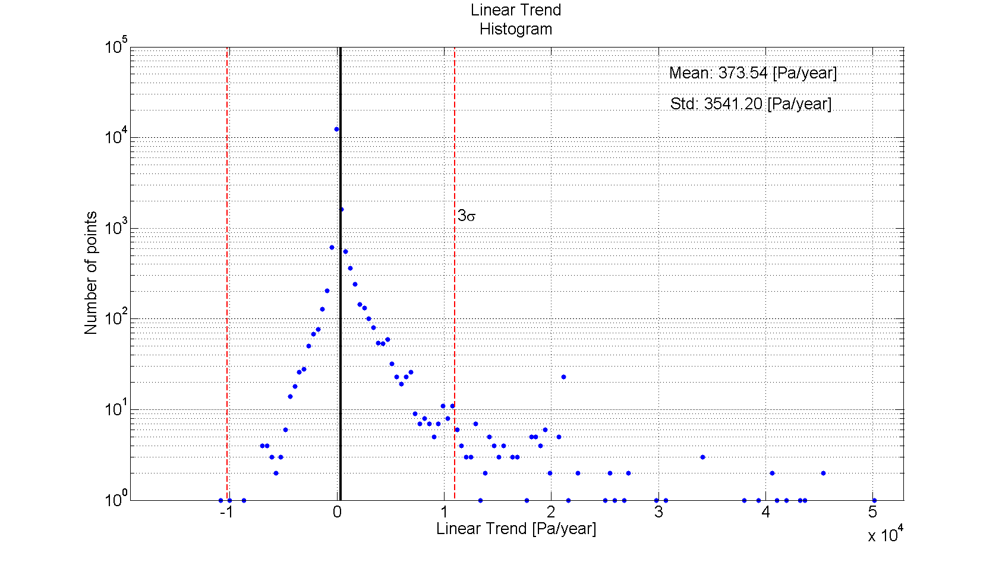 Linear Trend
Histogram
10^5
10^4
10^3
10^2
10^1
10^0
Number of points
Mean: 373.54 [Pa/year]
Std: 3541.20 [Pa/year]
3σ
-1 0 1 2 3 4 5
Linear Trend [Pa/year]
x 10^4